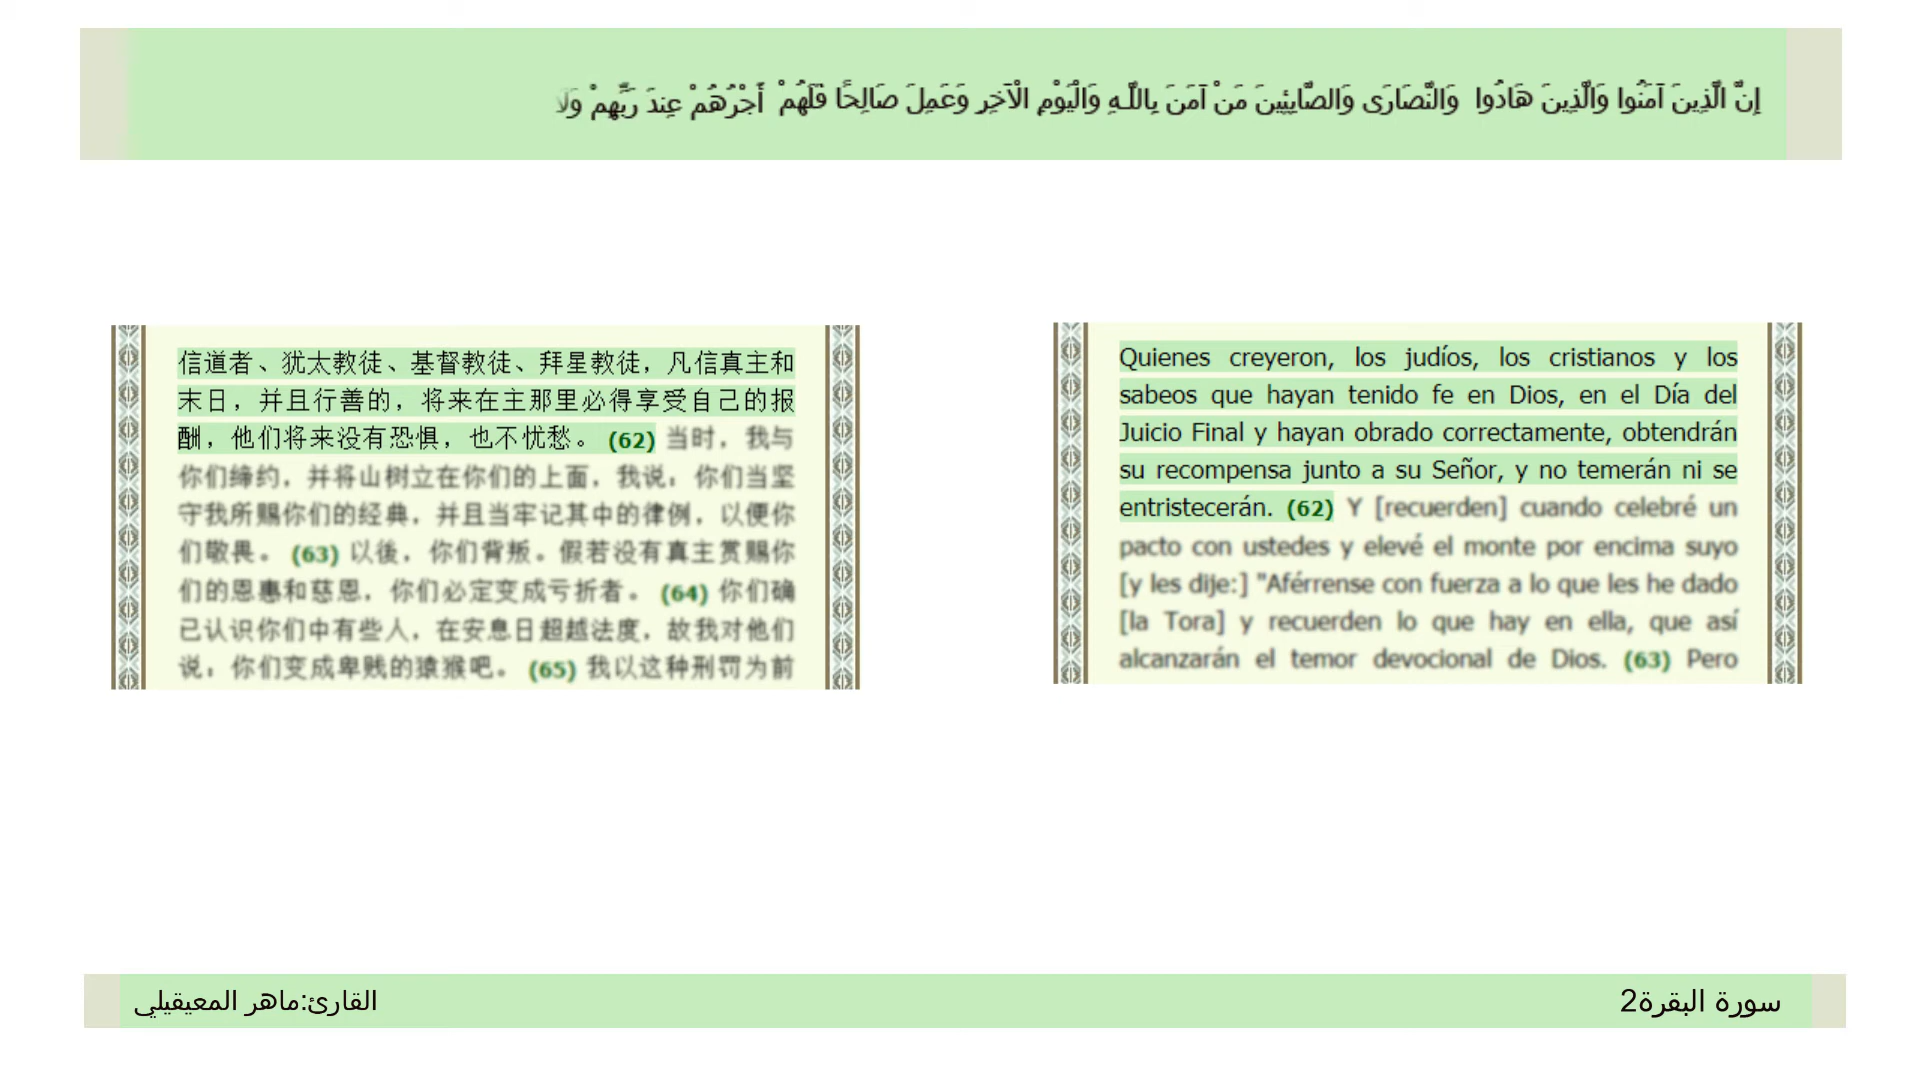 إِنَّ الَّذِينَ آمَنُوا وَالَّذِينَ هَادُوا وَالنَّصَارَى وَالصَّابِئِينَ مَنْ آمَنَ بِاللَّـهِ وَالْيَوْمِ الْآخِرِ وَعَمِلَ صَالِحًا فَلَهُمْ أَجْرُهُمْ عِندَ رَبِّهِمْ وَلَا
信道者、犹太教徒、基督教徒、拜星教徒，凡信真主和
末日，并且行善的，将来在主那里必得享受自己的报
酬，他们将来没有恐惧，也不忧愁。(62) 当时，我与
你们缔约，并将山树立在你们的上面，我说：你们当坚
守我所赐你们的经典，并且当牢记其中的律例，以便你
们敬畏。(63) 以後，你们背叛。假若没有真主赏赐你
们的恩惠和慈恩，你们必定变成亏折者。(64) 你们确
已认识你们中有些人，在安息日超越法度，故我对他们
说：你们变成卑贱的猿猴吧。(65) 我以这种刑罚为前
Quienes creyeron, los judíos, los cristianos y los
sabeos que hayan tenido fe en Dios, en el Día del
Juicio Final y hayan obrado correctamente, obtendrán
su recompensa junto a su Señor, y no temerán ni se
entristecerán. (62) Y [recuerden] cuando celebré un
pacto con ustedes y elevé el monte por encima suyo
[y les dije:] "Aférrense con fuerza a lo que les he dado
[la Tora] y recuerden lo que hay en ella, que así
alcanzarán el temor devocional de Dios. (63) Pero
سورة البقرة2
القارئ:ماهر المعيقيلي